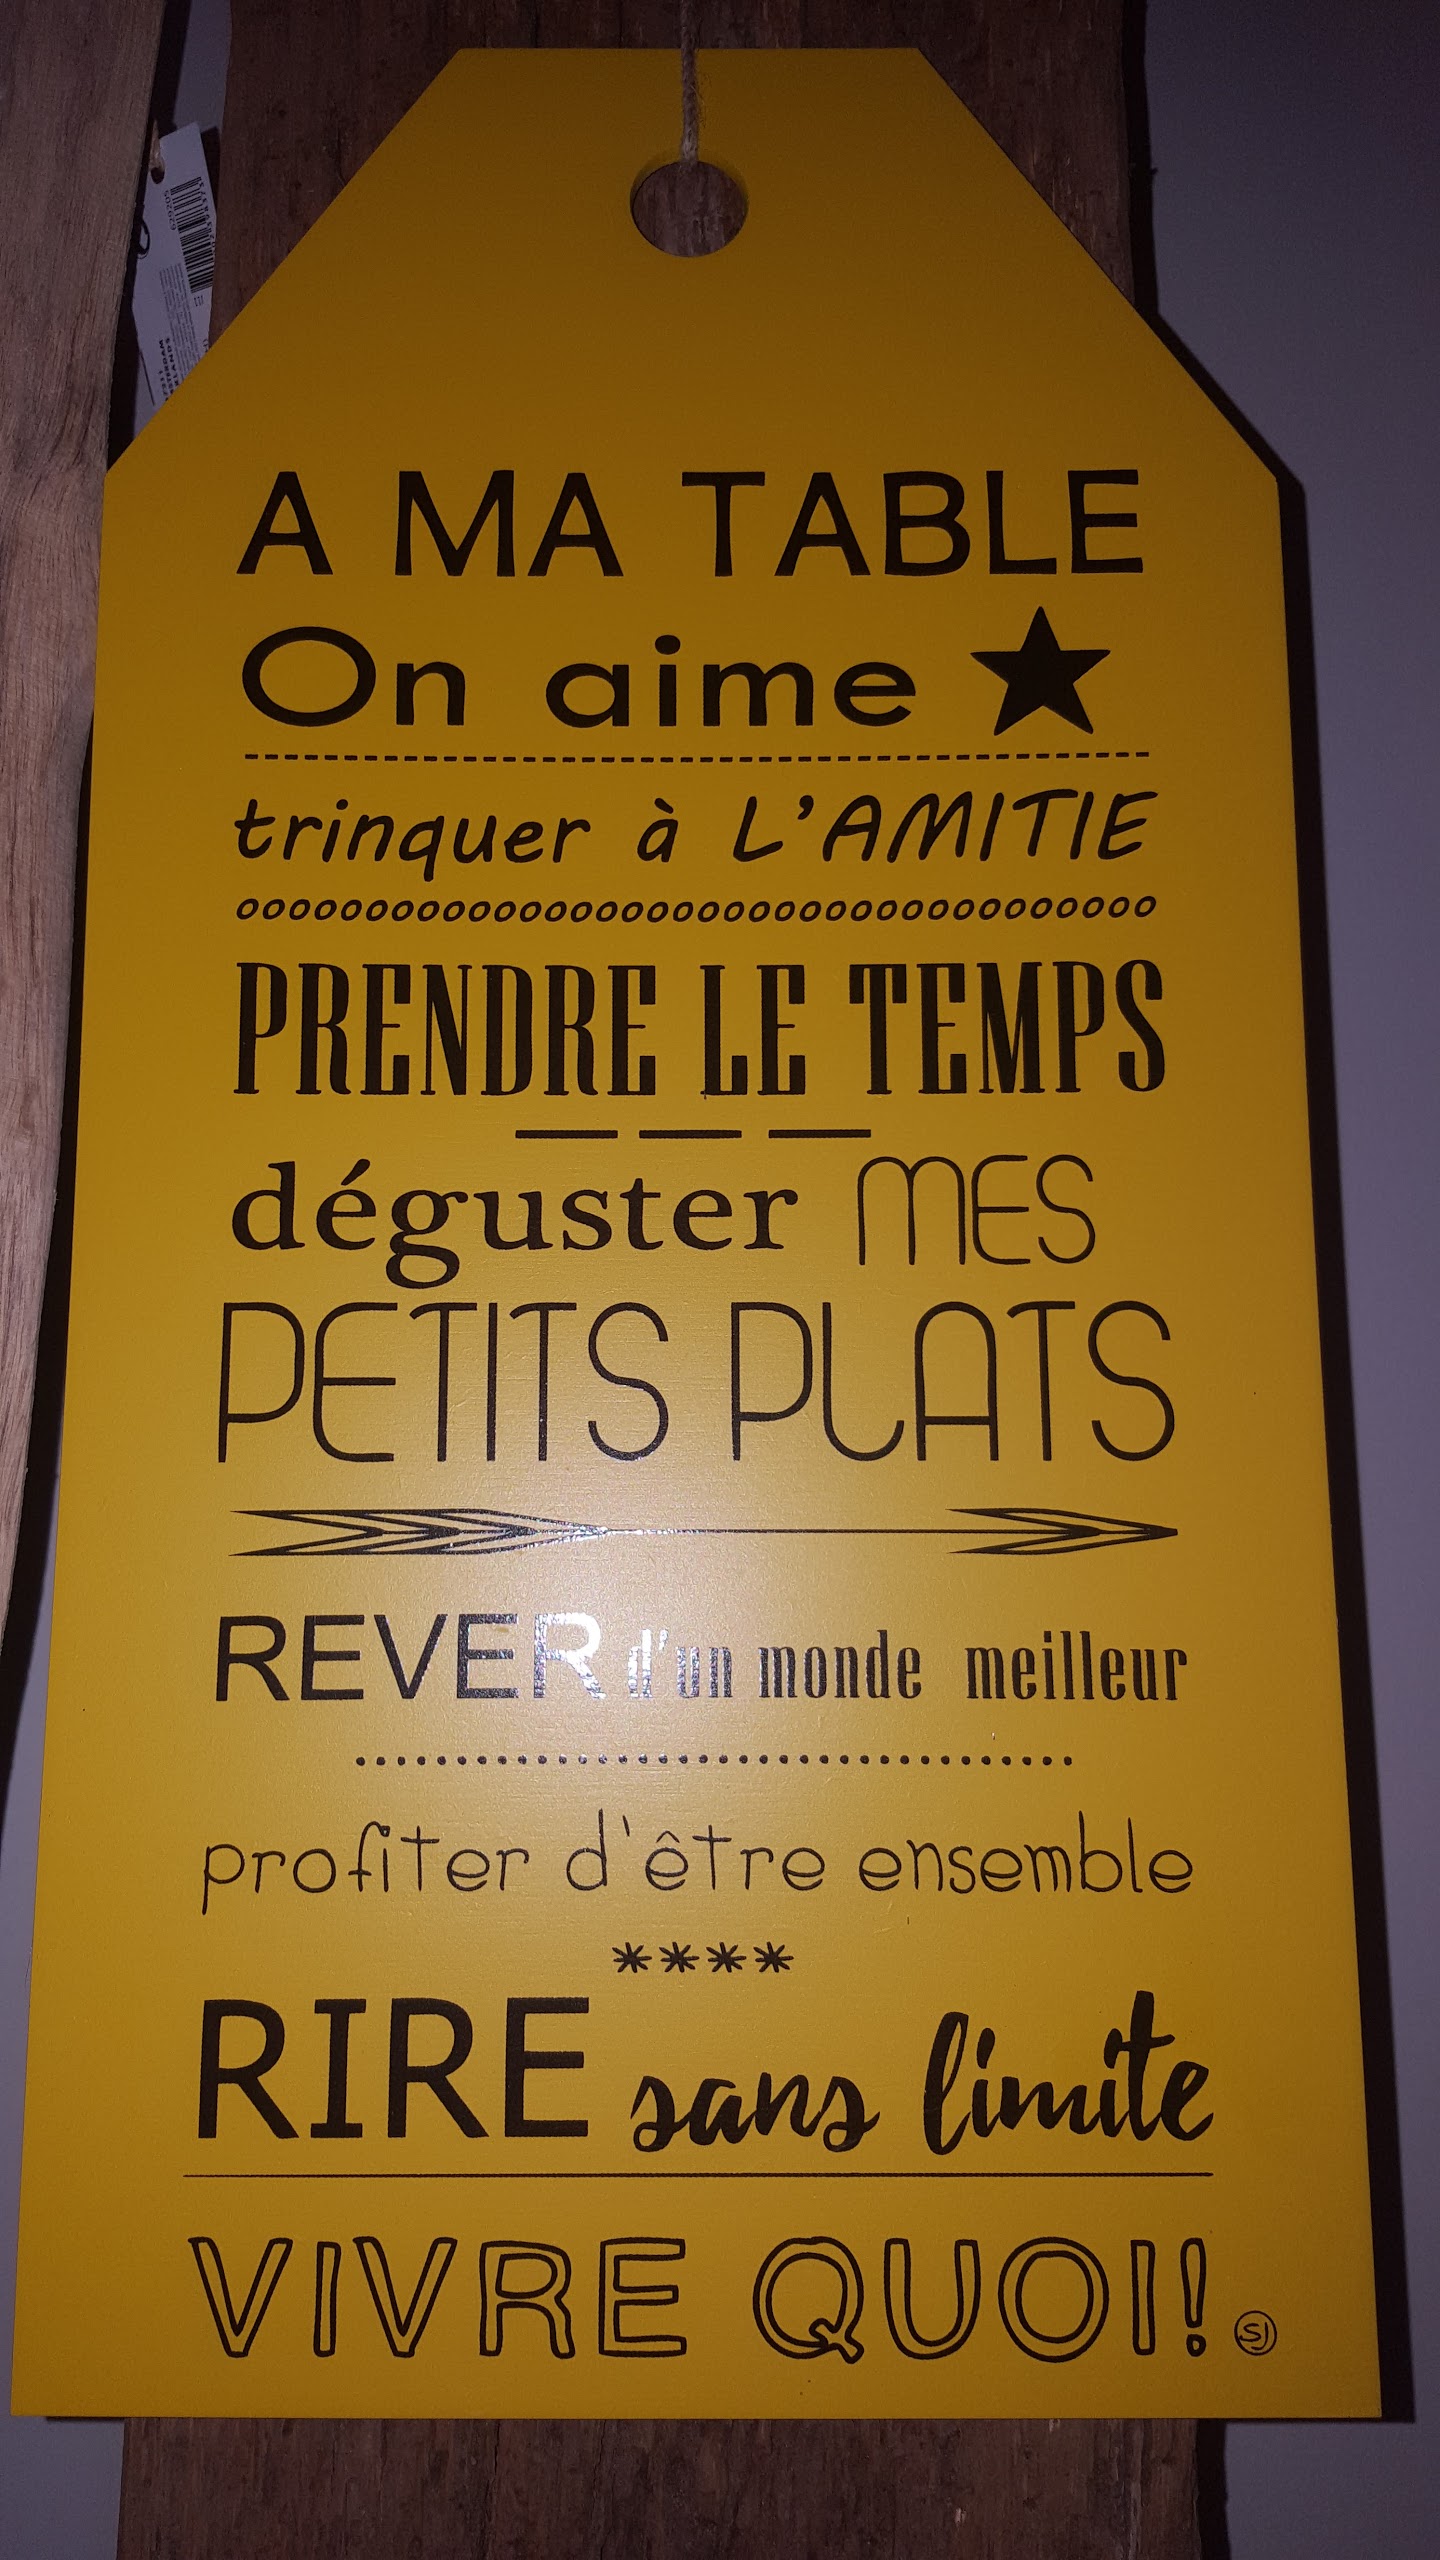 A MA TABLE
On aime
trinquer à L'AMITIE
PRENDRE LE TEMPS
déguster MES
PETITS PLATS
REVER d'un monde meilleur
profiter d'être ensemble
****
RIRE sans limite
VIVRE QUOI!
SJ